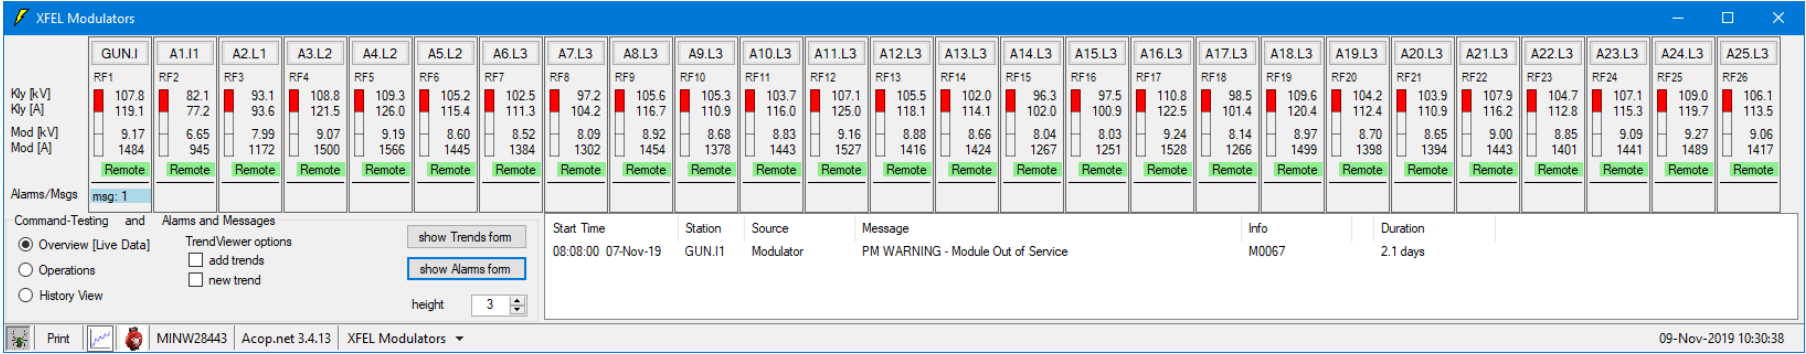 XFEL Modulators
GUN.I A1.I1 A2.L1 A3.L2 A4.L2 A5.L2 A6.L3 A7.L3 A8.L3 A9.L3 A10.L3 A11.L3 A12.L3 A13.L3 A14.L3 A15.L3 A16.L3 A17.L3 A18.L3 A19.L3 A20.L3 A21.L3 A22.L3 A23.L3 A24.L3 A25.L3
RF1 RF2 RF3 RF4 RF5 RF6 RF7 RF8 RF9 RF10 RF11 RF12 RF13 RF14 RF15 RF16 RF17 RF18 RF19 RF20 RF21 RF22 RF23 RF24 RF25 RF26
Kly [kV] 107.8 82.1 93.1 108.8 109.3 105.2 102.5 97.2 105.6 105.3 103.7 107.1 105.5 102.0 96.3 97.5 110.8 98.5 109.6 104.2 103.9 107.9 104.7 107.1 109.0 106.1
Kly [A] 119.1 77.2 93.6 121.5 126.0 115.4 111.3 104.2 116.7 110.9 116.0 125.0 118.1 114.1 102.0 100.9 122.5 101.4 120.4 112.4 110.9 116.2 112.8 115.3 119.7 113.5
Mod [kV] 9.17 6.65 7.99 9.07 9.19 8.60 8.52 8.09 8.92 8.68 8.83 9.16 8.88 8.66 8.04 8.03 9.24 8.14 8.97 8.70 8.65 9.00 8.85 9.09 9.27 9.06
Mod [A] 1484 945 1172 1500 1566 1445 1384 1302 1454 1378 1443 1527 1416 1424 1267 1251 1528 1266 1499 1398 1394 1443 1401 1441 1489 1417
Remote Remote Remote Remote Remote Remote Remote Remote Remote Remote Remote Remote Remote Remote Remote Remote Remote Remote Remote Remote Remote Remote Remote Remote Remote Remote
Alarms/Msgs msg: 1
Command-Testing and Alarms and Messages
Overview [Live Data]
Operations
History View
TrendViewer options
add trends
new trend
show Trends form
show Alarms form
height 3
Start Time Station Source Message Info Duration
08:08:00 07-Nov-19 GUN.I1 Modulator PM WARNING - Module Out of Service M0067 2.1 days
Print MINW28443 Acop.net 3.4.13 XFEL Modulators 09-Nov-2019 10:30:38